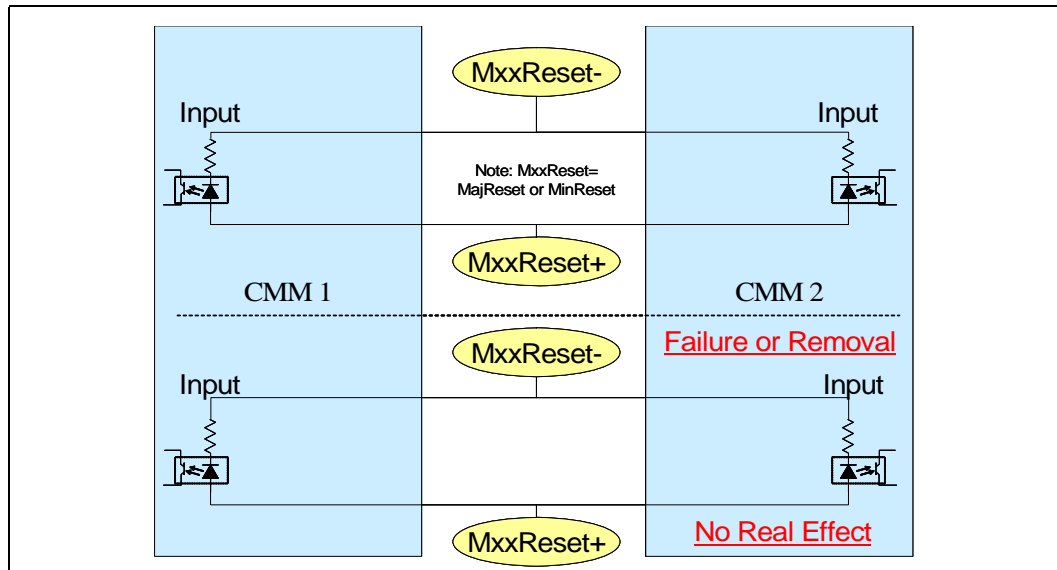 MxxReset-
Input
Input
Note: MxxReset=
MajReset or MinReset
MxxReset+
CMM 1
CMM 2
MxxReset-
Failure or Removal
Input
Input
No Real Effect
MxxReset+